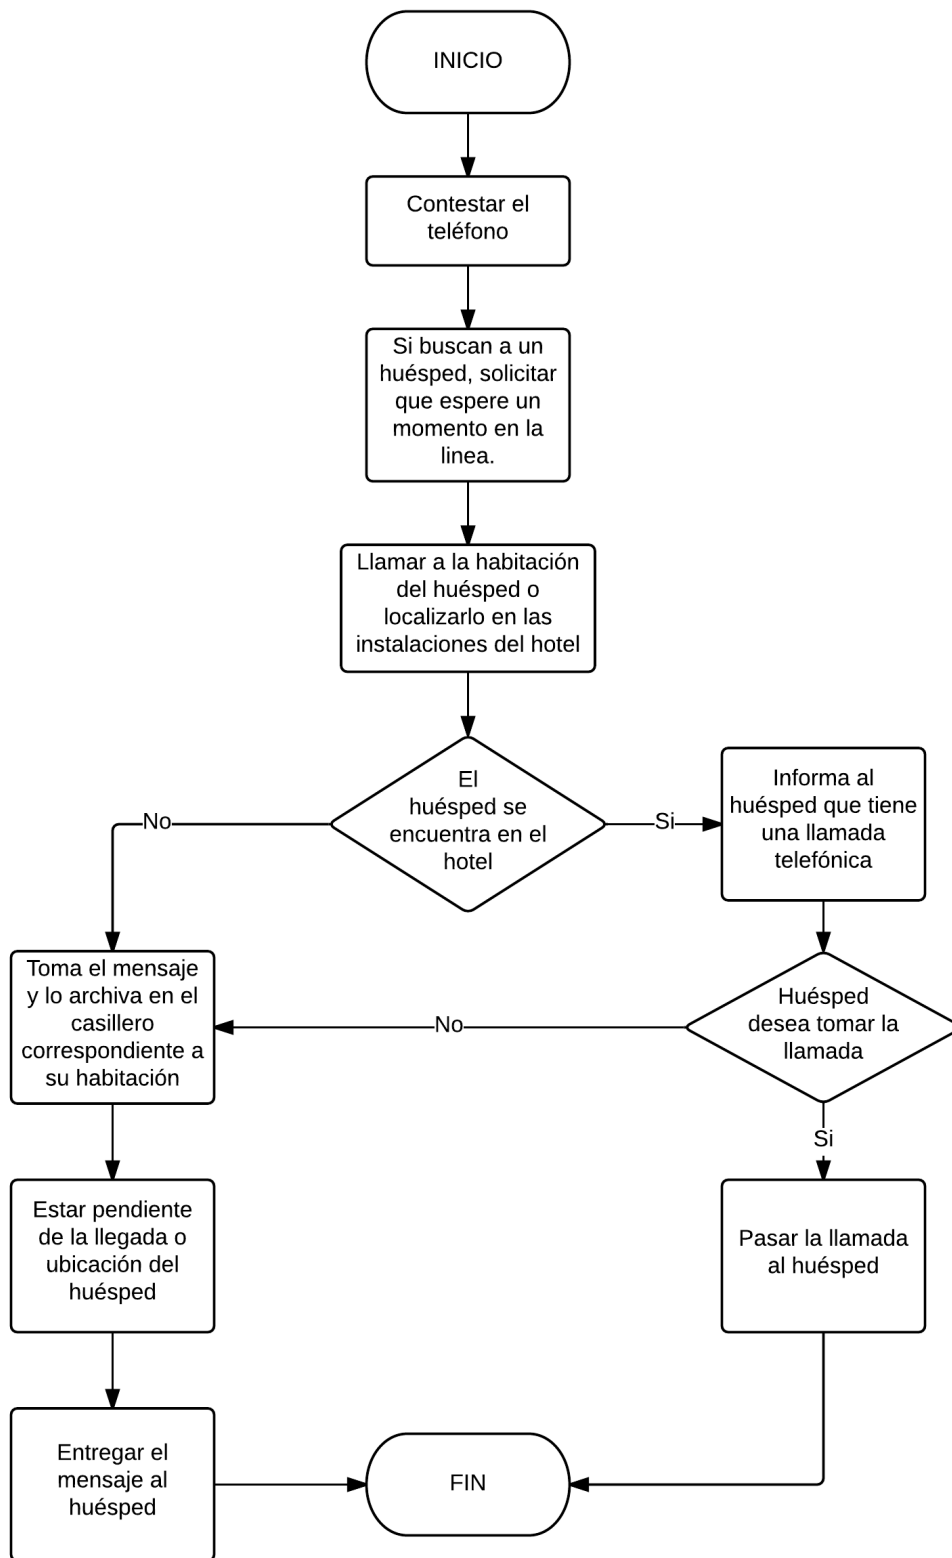 INICIO
Contestar el
teléfono
Si buscan a un
huésped, solicitar
que espere un
momento en la
linea.
Llamar a la habitación
del huésped o
localizarlo en las
instalaciones del hotel
El
huésped se
encuentra en el
hotel
No
Si
Informa al
huésped que tiene
una llamada
telefónica
Toma el mensaje
y lo archiva en el
casillero
correspondiente a
su habitación
No
Huésped
desea tomar la
llamada
Si
Estar pendiente
de la llegada o
ubicación del
huésped
Pasar la llamada
al huésped
Entregar el
mensaje al
huésped
FIN